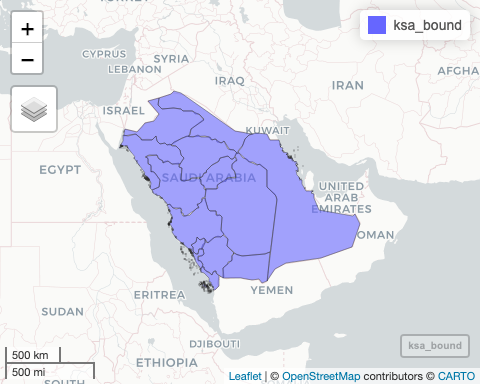 +
−
ksa_bound
CYPRUS
SYRIA
LEBANON
IRAQ
IRAN
AFGHA
ISRAEL
KUWAIT
EGYPT
SAUDI ARABIA
UNITED
ARAB
EMIRATES
OMAN
SUDAN
ERITREA
YEMEN
DJIBOUTI
ETHIOPIA
SOUTH
ksa_bound
500 km
500 mi
Leaflet | © OpenStreetMap contributors © CARTO